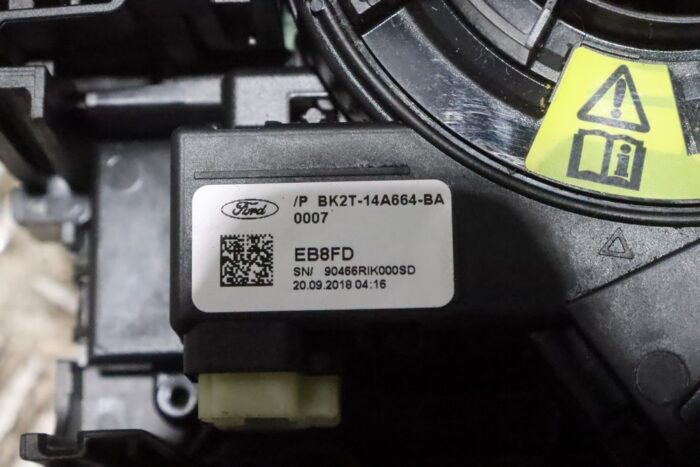 Ford
/P BK2T-14A664-BA
0007
EB8FD
SN/ 90466RIK000SD
20.09.2018 04:16